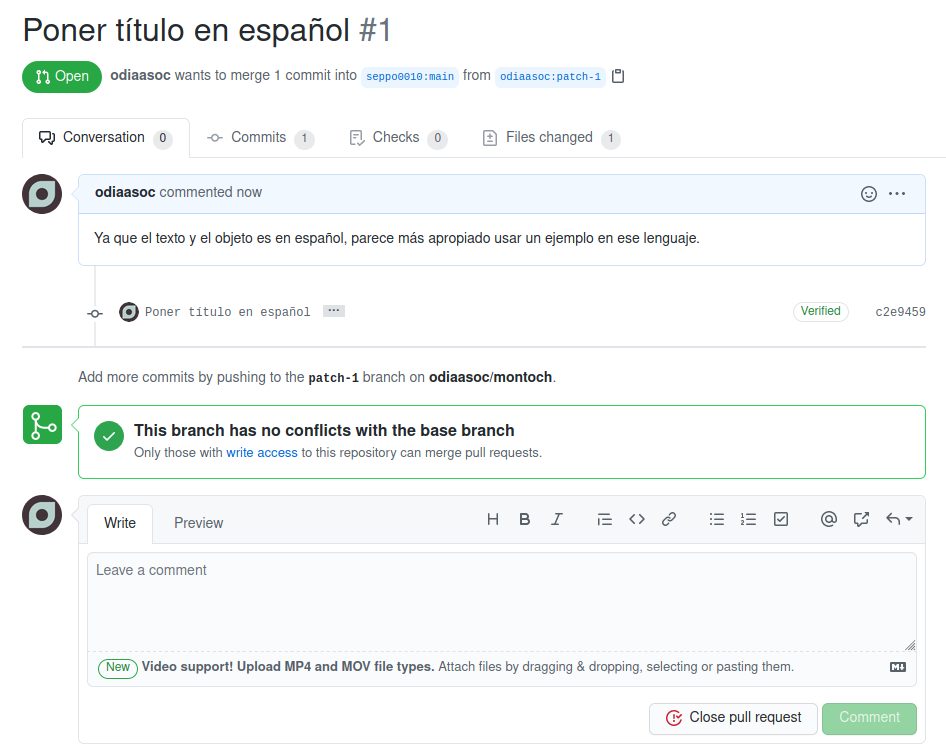 Poner título en español #1
Open odiaasoc wants to merge 1 commit into seppo0010:main from odiaasoc:patch-1
Conversation 0 Commits 1 Checks 0 Files changed 1
odiaasoc commented now
Ya que el texto y el objeto es en español, parece más apropiado usar un ejemplo en ese lenguaje.
Poner título en español ... Verified c2e9459
Add more commits by pushing to the patch-1 branch on odiaasoc/montoch.
This branch has no conflicts with the base branch
Only those with write access to this repository can merge pull requests.
Write Preview
Leave a comment
New Video support! Upload MP4 and MOV file types. Attach files by dragging & dropping, selecting or pasting them.
Close pull request Comment